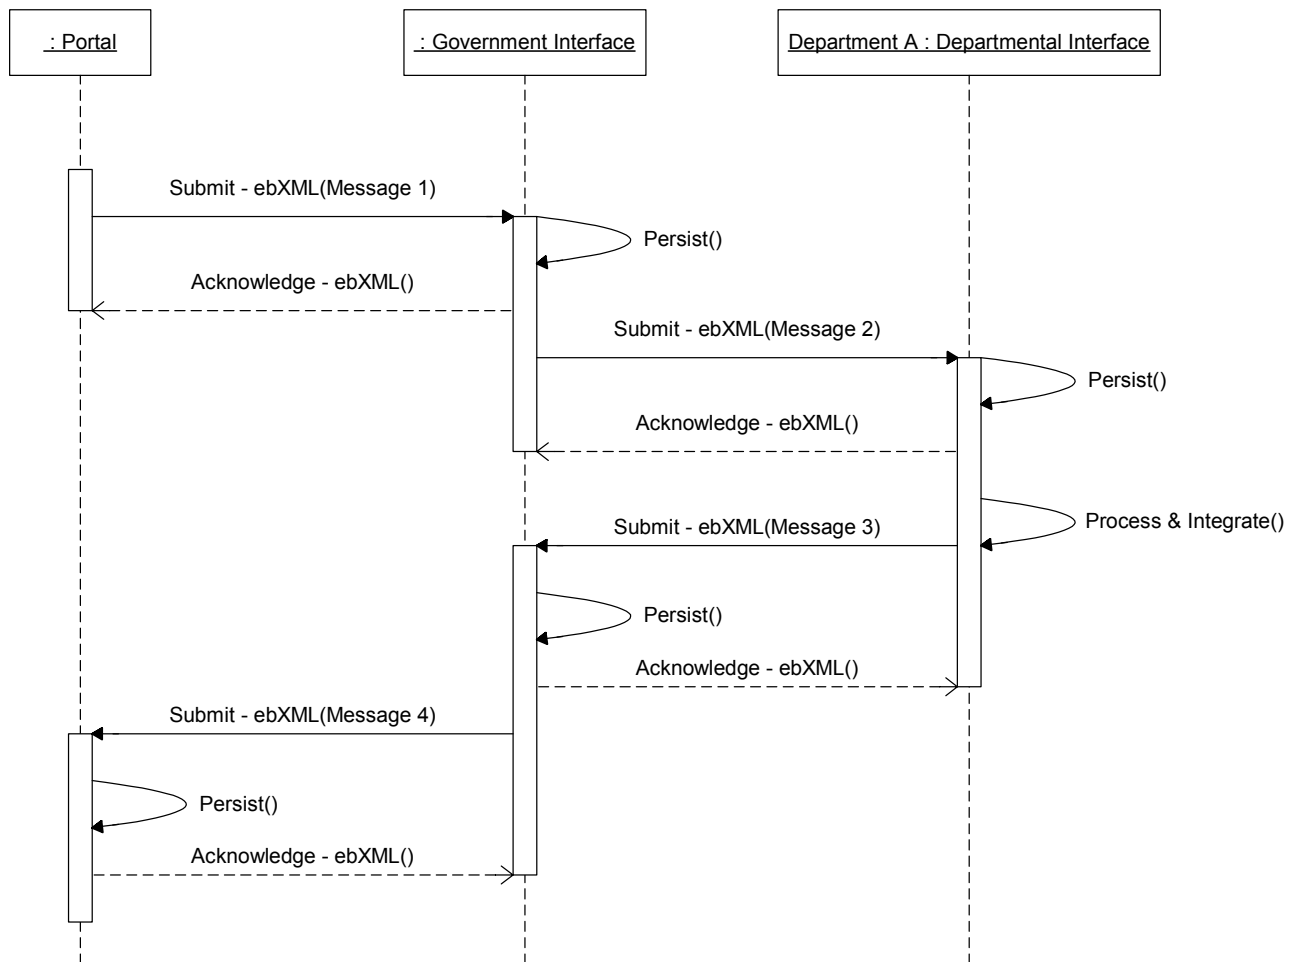 : Portal
: Government Interface
Department A : Departmental Interface
Submit - ebXML(Message 1)
Persist()
Acknowledge - ebXML()
Submit - ebXML(Message 2)
Persist()
Acknowledge - ebXML()
Process & Integrate()
Submit - ebXML(Message 3)
Persist()
Acknowledge - ebXML()
Submit - ebXML(Message 4)
Persist()
Acknowledge - ebXML()